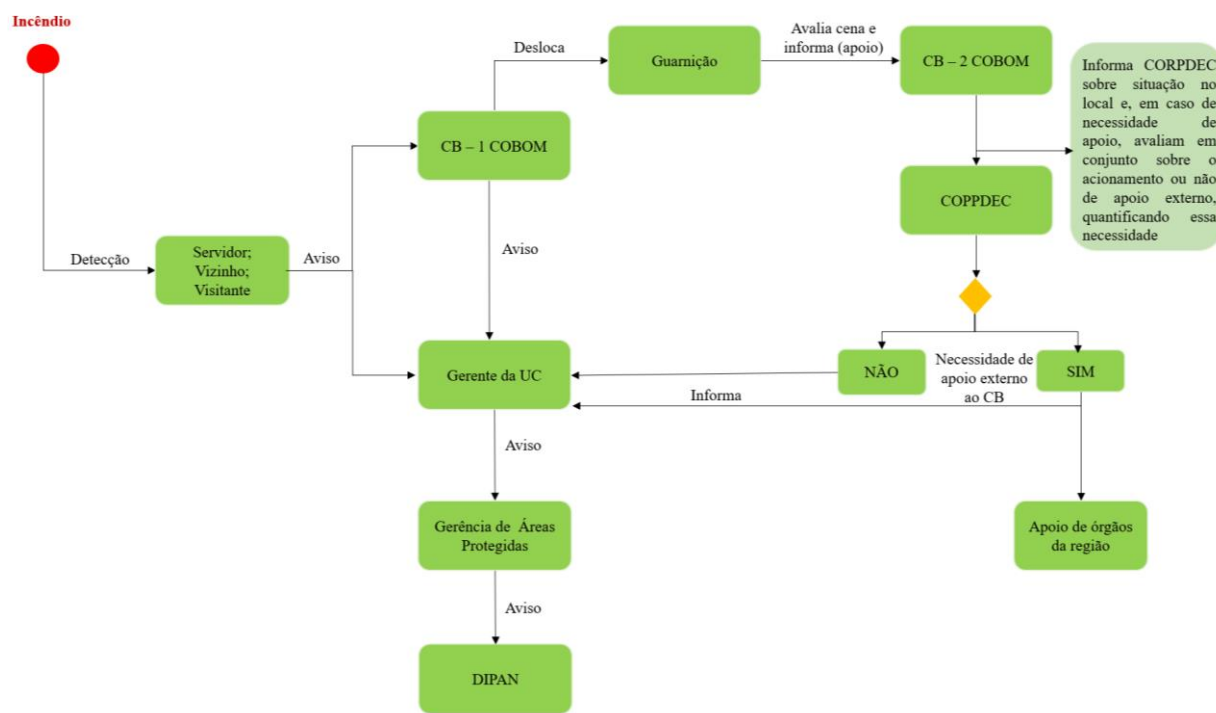 Incêndio
Detecção
Servidor;
Vizinho;
Visitante
Aviso
CB – 1 COBOM
Desloca
Guarnição
Avalia cena e
informa (apoio)
CB – 2 COBOM
Informa CORPDEC
sobre situação no
local e, em caso de
necessidade de
apoio, avaliam em
conjunto sobre o
acionamento ou não
de apoio externo,
quantificando essa
necessidade
COPPDEC
Aviso
NÃO
Necessidade de
apoio externo
ao CB
SIM
Gerente da UC
Informa
Aviso
Gerência de Áreas
Protegidas
Apoio de órgãos
da região
Aviso
DIPAN